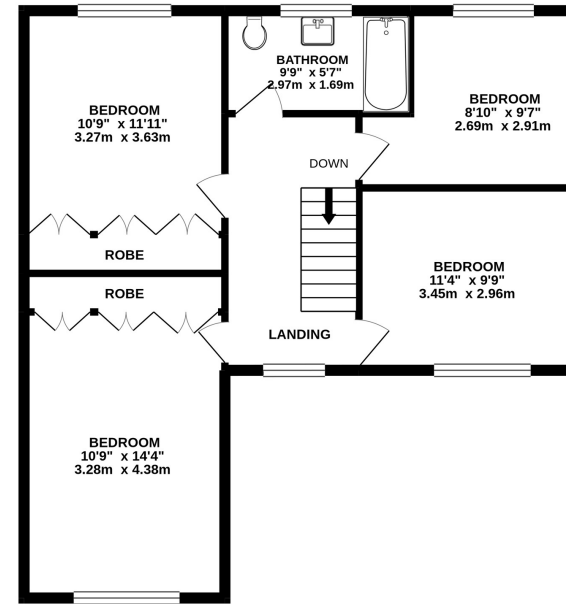 BATHROOM
9'9" x 5'7"
2.97m x 1.69m
BEDROOM
10'9" x 11'11"
3.27m x 3.63m
BEDROOM
8'10" x 9'7"
2.69m x 2.91m
DOWN
ROBE
ROBE
BEDROOM
11'4" x 9'9"
3.45m x 2.96m
LANDING
BEDROOM
10'9" x 14'4"
3.28m x 4.38m